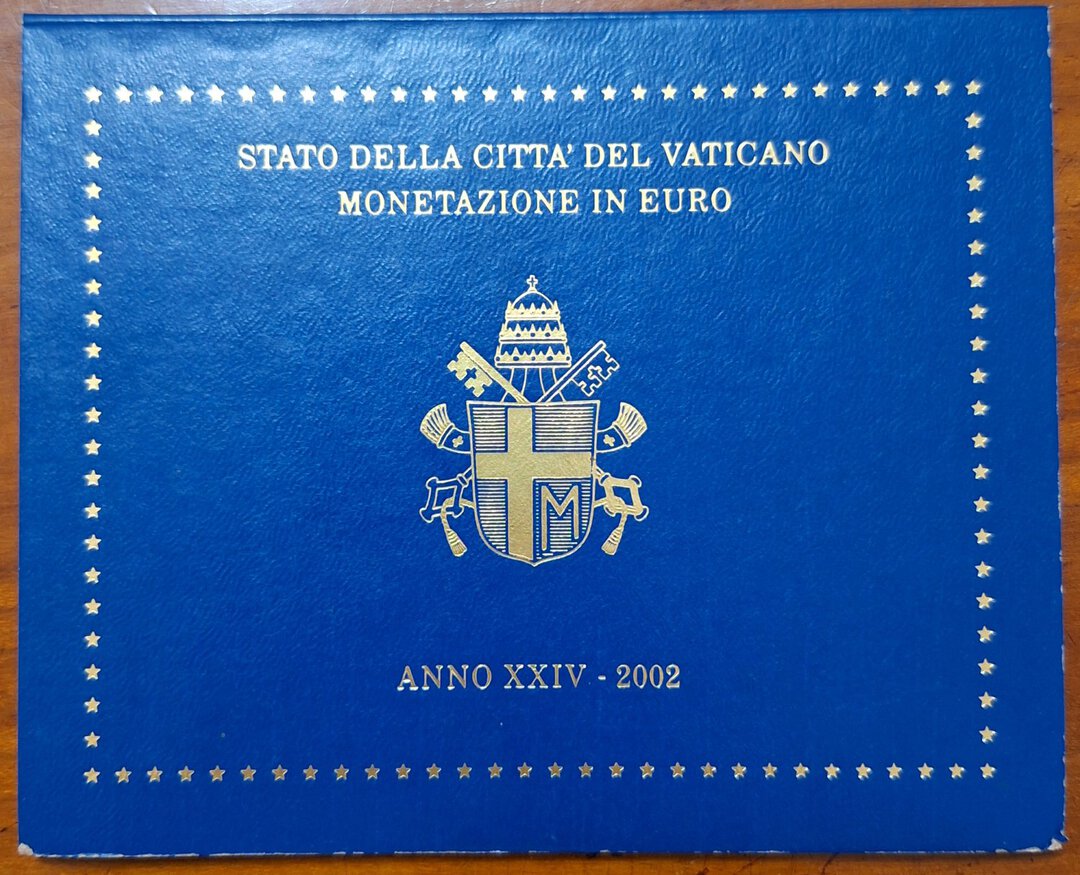 STATO DELLA CITTA' DEL VATICANO
MONETAZIONE IN EURO
M
ANNO XXIV - 2002